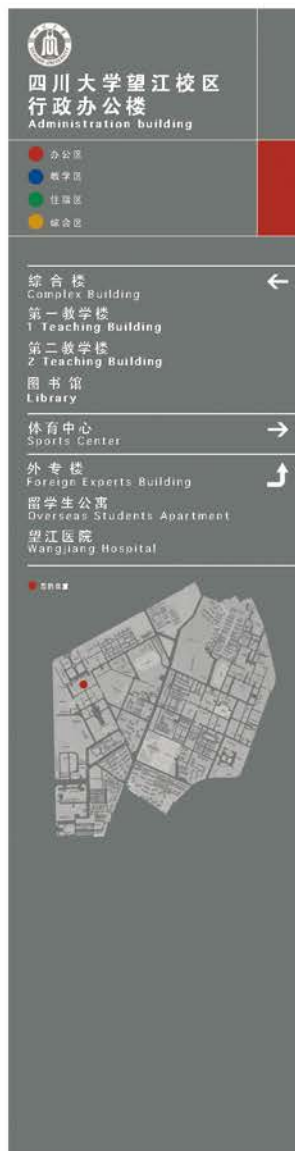 四川大学望江校区
行政办公楼
Administration building
办公区
教学区
住宿区
综合区
综合楼
Complex Building
第一教学楼
1 Teaching Building
第二教学楼
2 Teaching Building
图书馆
Library
体育中心
Sports Center
外专楼
Foreign Experts Building
留学生公寓
Overseas Students Apartment
望江医院
Wangjiang Hospital